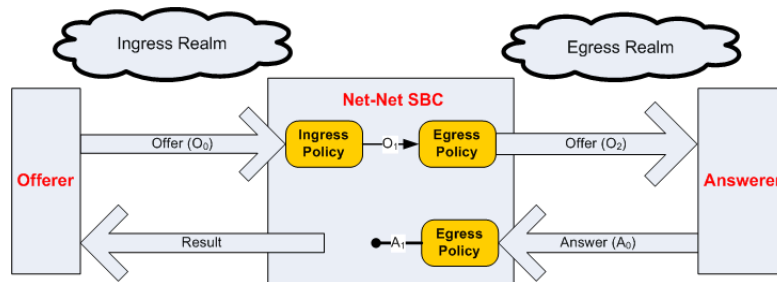 Ingress Realm
Egress Realm
Net-Net SBC
Offerer
Offer (O₀)
Ingress
Policy
O₁
Egress
Policy
Offer (O₂)
Answerer
Result
A₁
Egress
Policy
Answer (A₀)